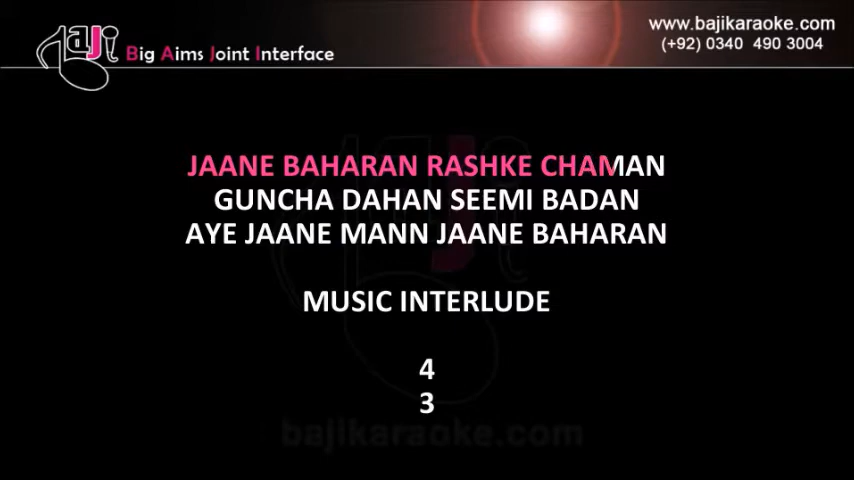 www.bajikaraoke.com
(+92) 0340 490 3004
Baji Big Aims Joint Interface
JAANE BAHARAN RASHKE CHAMAN
GUNCHA DAHAN SEEMI BADAN
AYE JAANE MANN JAANE BAHARAN
MUSIC INTERLUDE
4
3
bajikaraoke.com